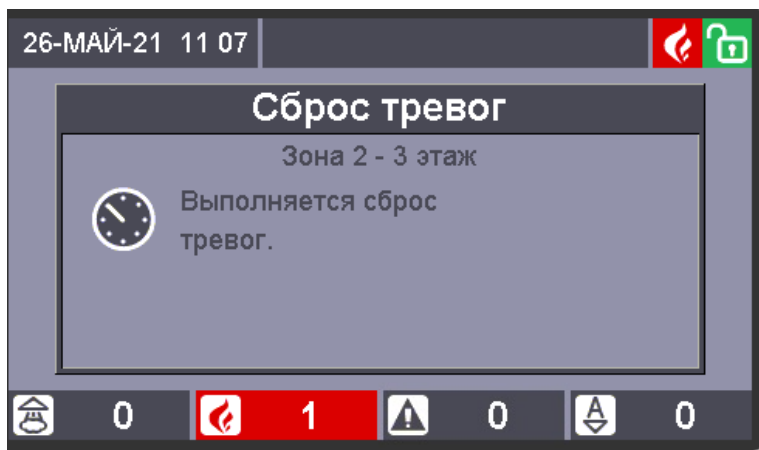 26-МАЙ-21 11 07
Сброс тревог
Зона 2 - 3 этаж
Выполняется сброс
тревог.
0 1 0 A 0